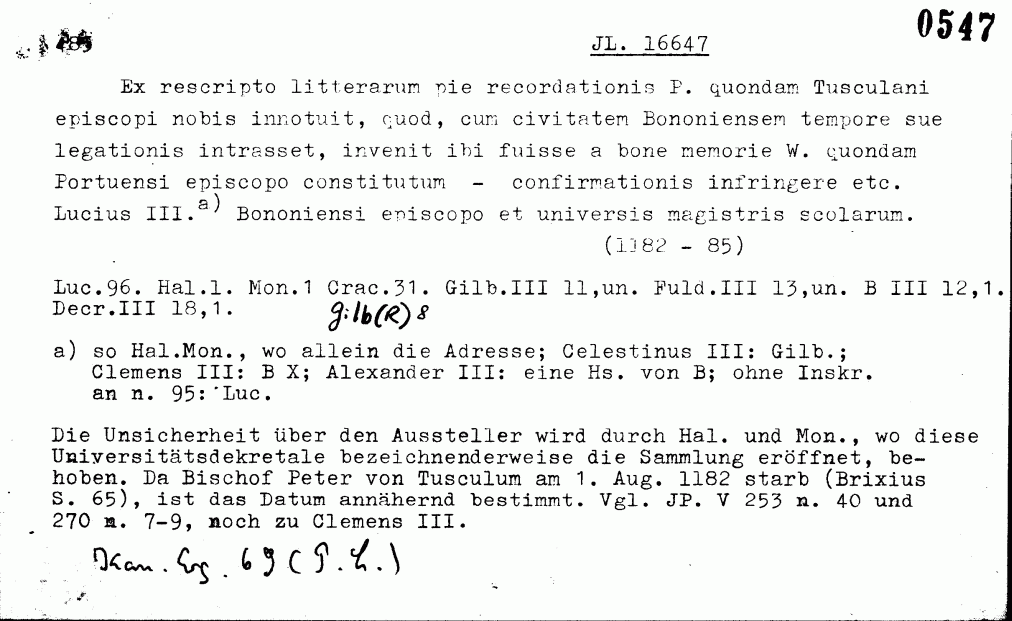 0547
JL. 16647
Ex rescripto litterarum pie recordationis P. quondam Tusculani
episcopi nobis innotuit, quod, cum civitatem Bononiensem tempore sue
legationis intrasset, invenit ibi fuisse a bone memorie W. quondam
Portuensi episcopo constitutum - confirmationis infringere etc.
Lucius III.a) Bononiensi episcopo et universis magistris scolarum.
(1182 - 85)
Luc.96. Hal.1. Mon.1 Crac.31. Gilb.III 11,un. Fuld.III 13,un. B III 12,1.
Decr.III 18,1. gilb(R) 8
a) so Hal.Mon., wo allein die Adresse; Celestinus III: Gilb.;
Clemens III: B X; Alexander III: eine Hs. von B; ohne Inskr.
an n. 95: Luc.
Die Unsicherheit über den Aussteller wird durch Hal. und Mon., wo diese
Universitätsdekretale bezeichnenderweise die Sammlung eröffnet, be-
hoben. Da Bischof Peter von Tusculum am 1. Aug. 1182 starb (Brixius
S. 65), ist das Datum annähernd bestimmt. Vgl. JP. V 253 n. 40 und
270 n. 7-9, noch zu Clemens III.
Kan. Erg. 69 (P.L.)